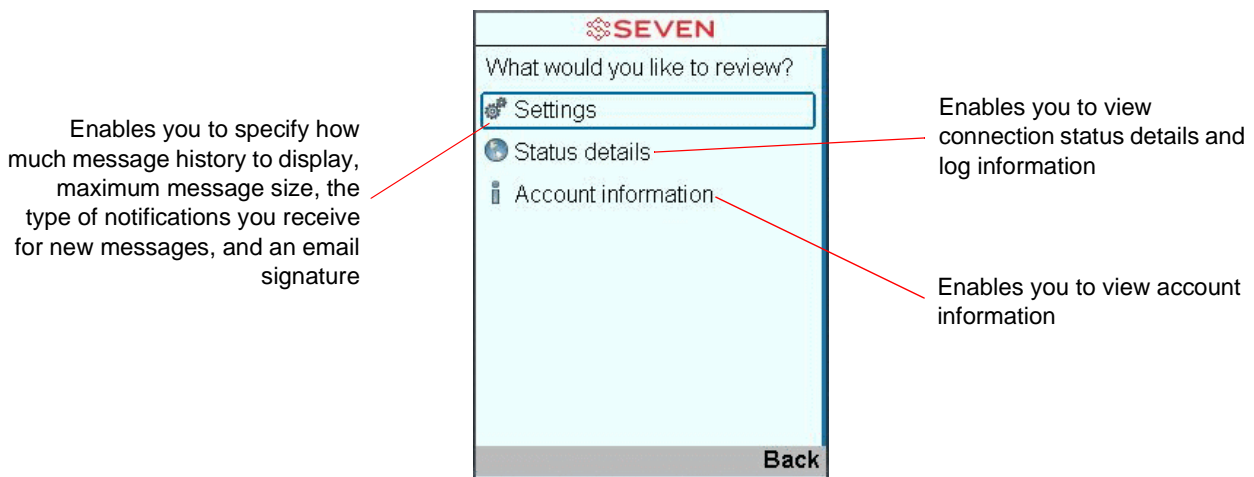 SEVEN
What would you like to review?
Settings
Status details
Account information
Back
Enables you to specify how
much message history to display,
maximum message size, the
type of notifications you receive
for new messages, and an email
signature
Enables you to view
connection status details and
log information
Enables you to view account
information